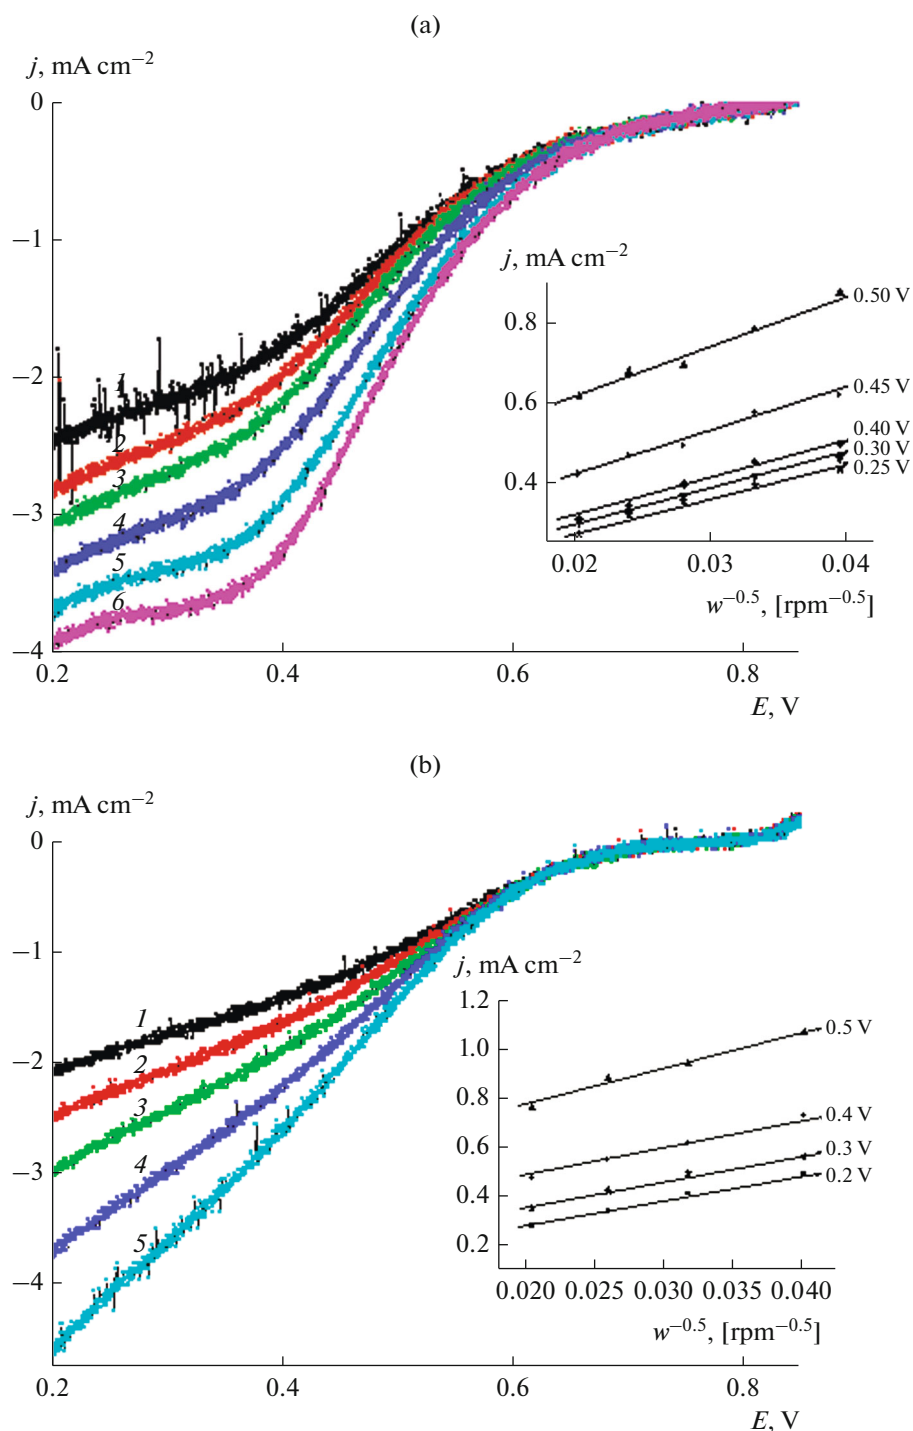 (a)
j, mA cm−2
0
−1
−2
−3
−4
1
2
3
4
5
6
0.2 0.4 0.6 0.8
E, V
j, mA cm−2
0.8
0.6
0.4
0.50 V
0.45 V
0.40 V
0.30 V
0.25 V
0.02 0.03 0.04
w−0.5, [rpm−0.5]
(b)
j, mA cm−2
0
−1
−2
−3
−4
1
2
3
4
5
0.2 0.4 0.6 0.8
E, V
j, mA cm−2
1.2
1.0
0.8
0.6
0.4
0.2
0.5 V
0.4 V
0.3 V
0.2 V
0.020 0.025 0.030 0.035 0.040
w−0.5, [rpm−0.5]